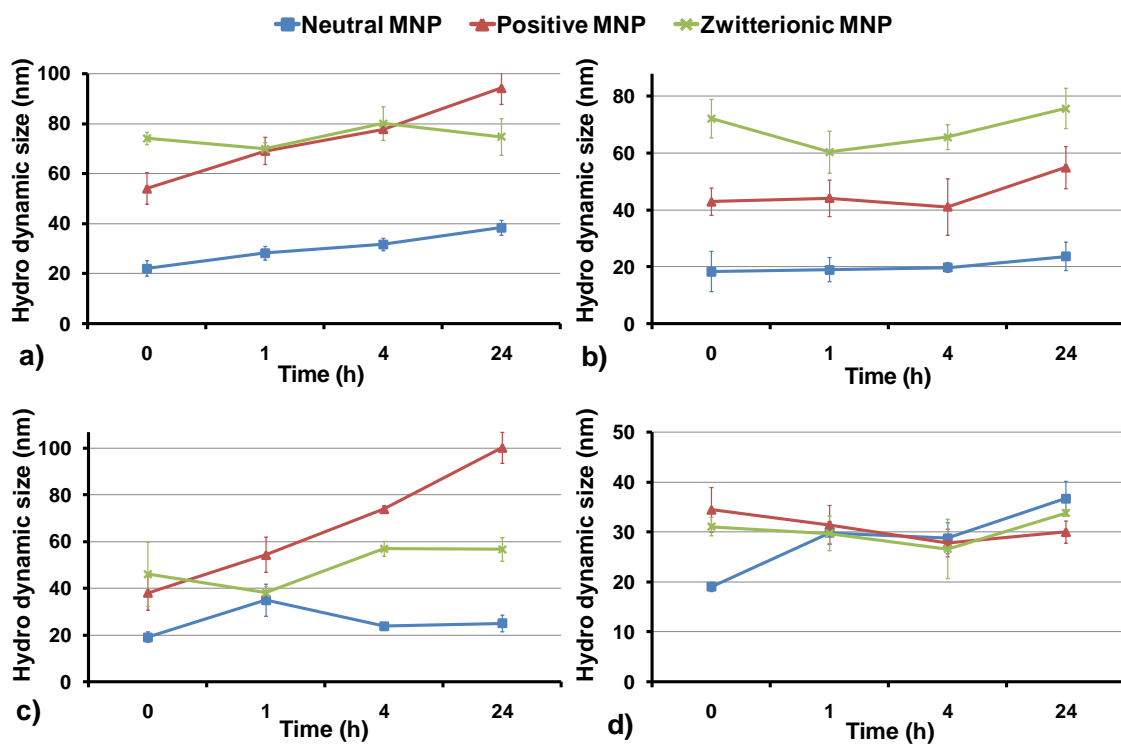 Neutral MNP Positive MNP Zwitterionic MNP
Hydro dynamic size (nm)
100
80
60
40
20
0
0 1 4 24
a) Time (h)
Hydro dynamic size (nm)
80
60
40
20
0
0 1 4 24
b) Time (h)
Hydro dynamic size (nm)
100
80
60
40
20
0
0 1 4 24
c) Time (h)
Hydro dynamic size (nm)
50
40
30
20
10
0
0 1 4 24
d) Time (h)